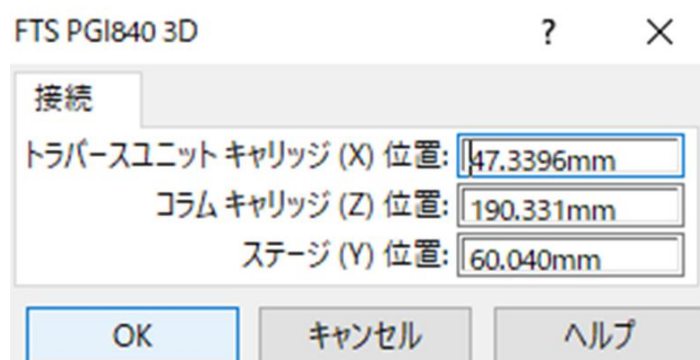 FTS PGI840 3D ? ×
接続
トラバースユニット キャリッジ (X) 位置: 47.3396mm
コラム キャリッジ (Z) 位置: 190.331mm
ステージ (Y) 位置: 60.040mm
OK キャンセル ヘルプ